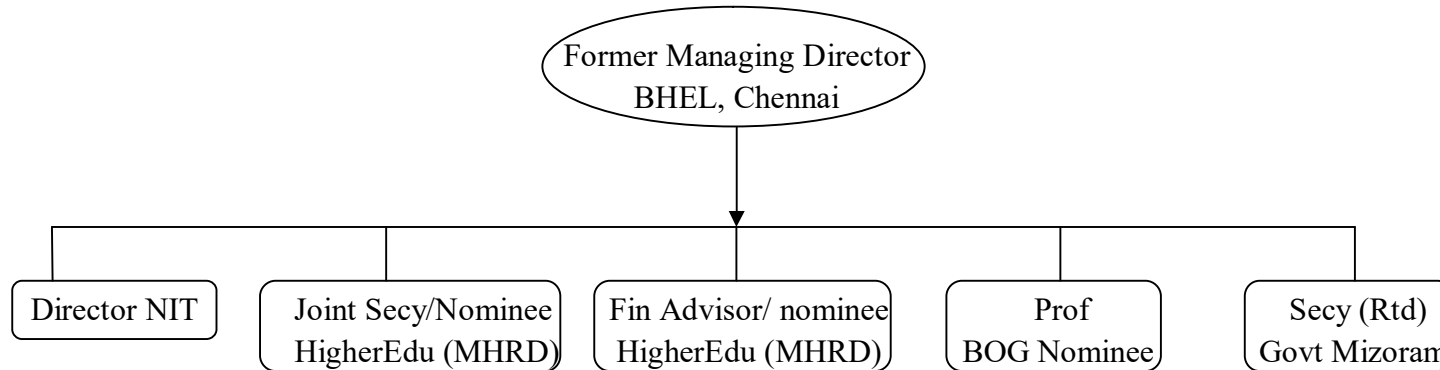 Former Managing Director
BHEL, Chennai
Director NIT
Joint Secy/Nominee
HigherEdu (MHRD)
Fin Advisor/ nominee
HigherEdu (MHRD)
Prof
BOG Nominee
Secy (Rtd)
Govt Mizoram